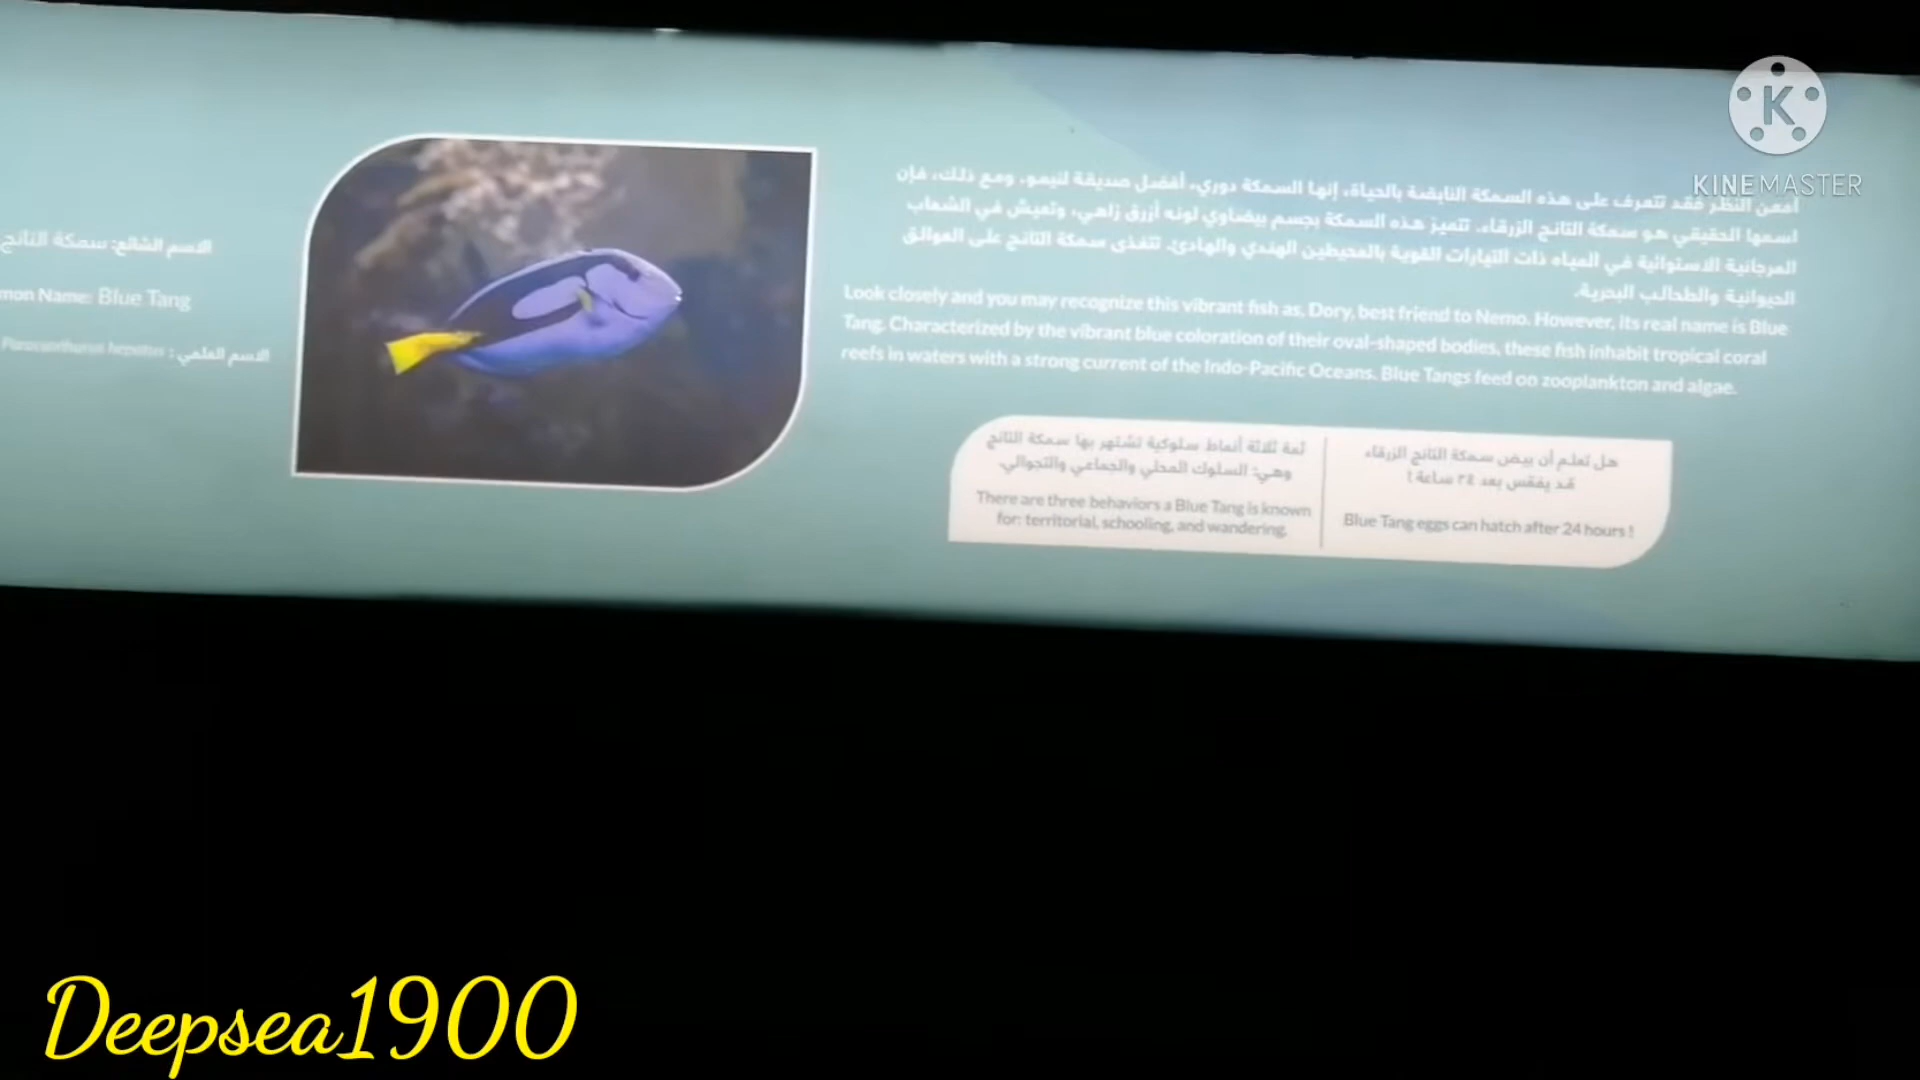 الاسم الشائع: سمكة التانج
mon Name: Blue Tang
Paracanthurus hepatus : الاسم العلمي
أمعن النظر فقد تتعرف على هذه السمكة النابضة بالحياة، إنها السمكة دوري، أفضل صديقة لنيمو. ومع ذلك، فإن
اسمها الحقيقي هو سمكة التانج الزرقاء. تتميز هذه السمكة بجسم بيضاوي لونه أزرق زاهي، وتعيش في الشعاب
المرجانية الاستوائية في المياه ذات التيارات القوية بالمحيطين الهندي والهادئ. تتغذى سمكة التانج على العوالق
الحيوانية والطحالب البحرية.
Look closely and you may recognize this vibrant fish as, Dory, best friend to Nemo. However, its real name is Blue
Tang. Characterized by the vibrant blue coloration of their oval-shaped bodies, these fish inhabit tropical coral
reefs in waters with a strong current of the Indo-Pacific Oceans. Blue Tangs feed on zooplankton and algae.
هل تعلم أن بيض سمكة التانج الزرقاء
قد يفقس بعد ٢٤ ساعة !
Blue Tang eggs can hatch after 24 hours !
ثمة ثلاثة أنماط سلوكية تشتهر بها سمكة التانج
وهي: السلوك المحلي والجماعي والتجوالي.
There are three behaviors a Blue Tang is known
for: territorial, schooling, and wandering.
K
KINEMASTER
Deepsea1900